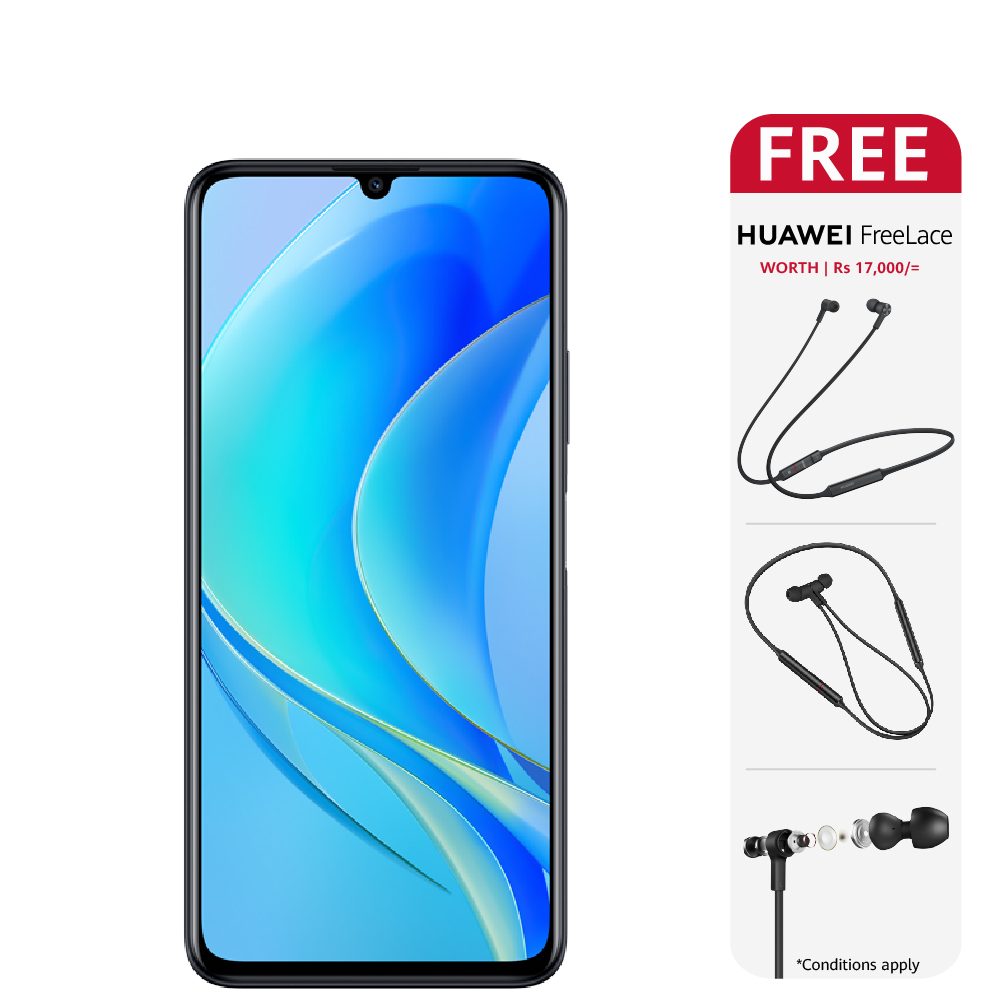 FREE
HUAWEI FreeLace
WORTH | Rs 17,000/=
*Conditions apply